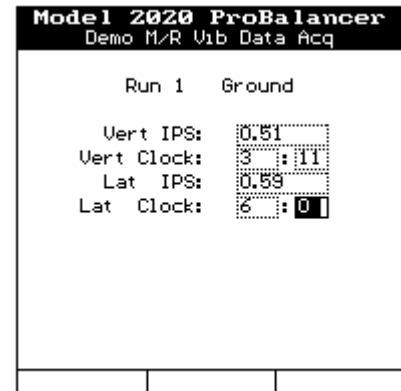 Model 2020 ProBalancer
Demo M/R Vib Data Acq
Run 1 Ground
Vert IPS: 0.51
Vert Clock: 3 : 11
Lat IPS: 0.59
Lat Clock: 6 : 0